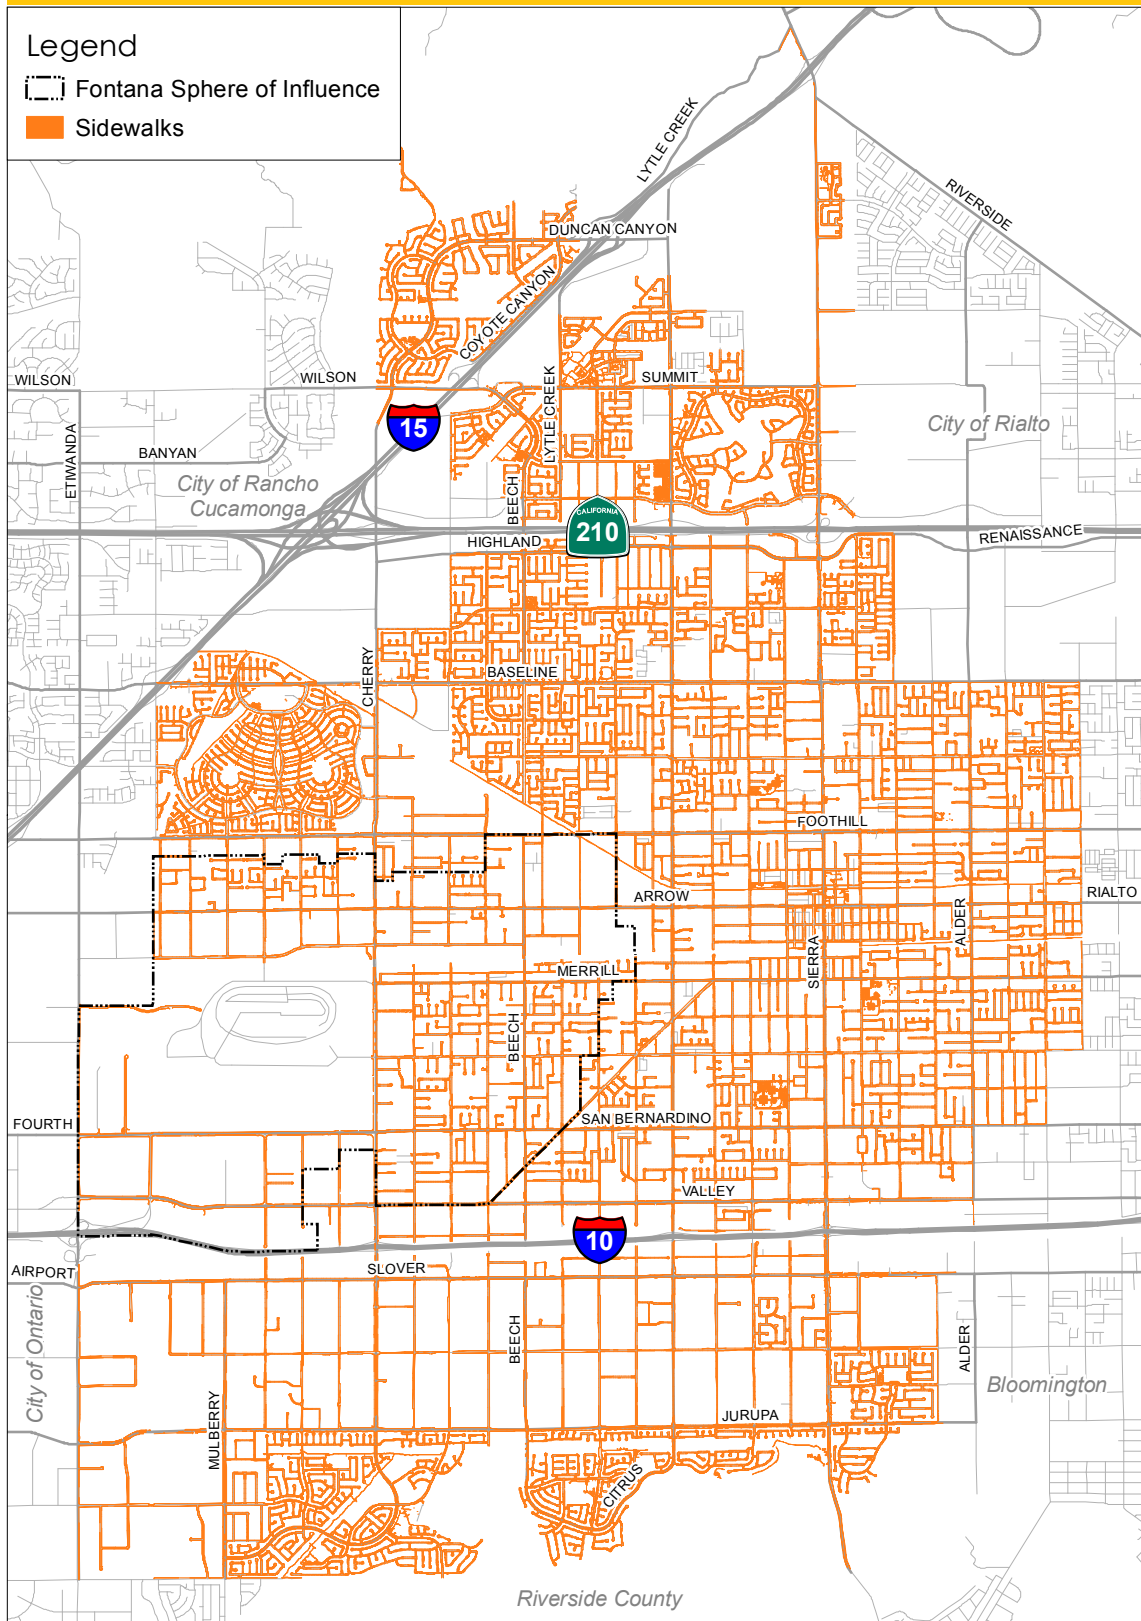 Legend
Fontana Sphere of Influence
Sidewalks
LYTLE CREEK
RIVERSIDE
DUNCAN CANYON
COYOTE CANYON
WILSON
WILSON
SUMMIT
LYTLE CREEK
15
City of Rialto
ETIWANDA
BANYAN
City of Rancho
Cucamonga
BEECH
CALIFORNIA
210
HIGHLAND
RENAISSANCE
CHERRY
BASELINE
FOOTHILL
ARROW
RIALTO
ALDER
SIERRA
MERRILL
BEECH
FOURTH
SAN BERNARDINO
VALLEY
10
AIRPORT
SLOVER
City of Ontario
BEECH
ALDER
Bloomington
MULBERRY
JURUPA
CITRUS
Riverside County